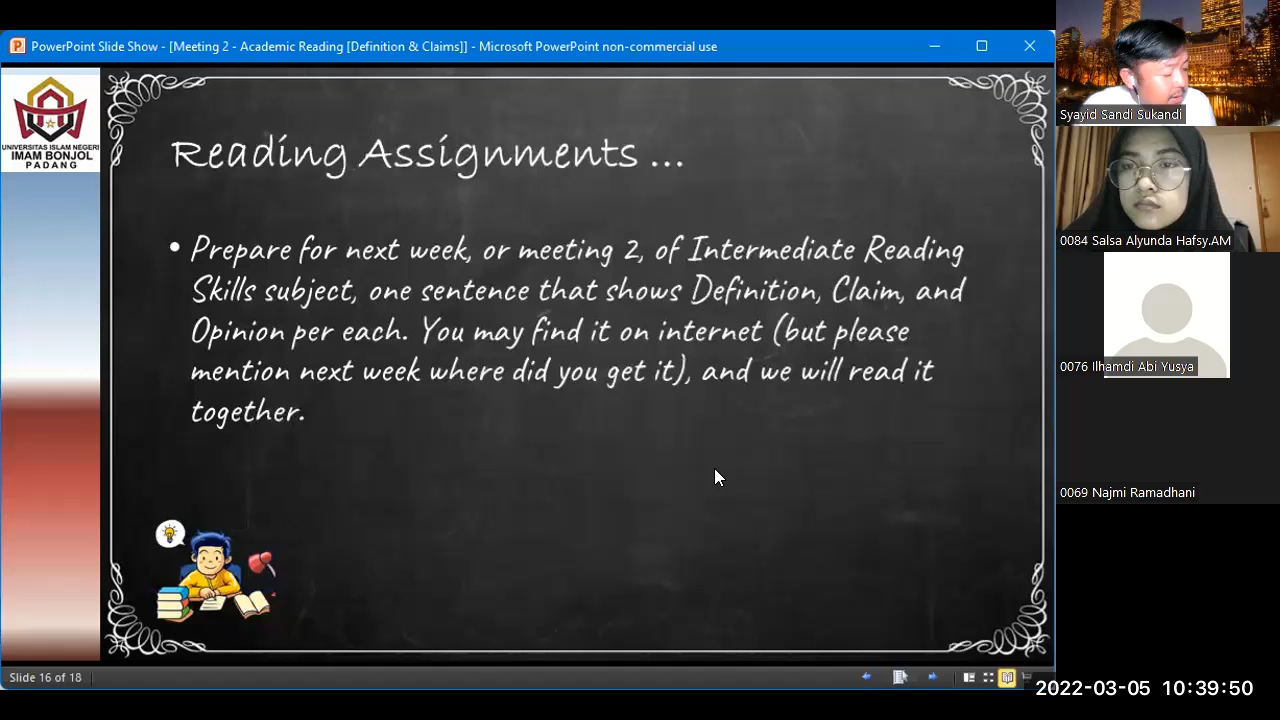 PowerPoint Slide Show - [Meeting 2 - Academic Reading [Definition & Claims]] - Microsoft PowerPoint non-commercial use
UNIVERSITAS ISLAM NEGERI
IMAM BONJOL
PADANG
Reading Assignments ...
• Prepare for next week, or meeting 2, of Intermediate Reading
Skills subject, one sentence that shows Definition, Claim, and
Opinion per each. You may find it on internet (but please
mention next week where did you get it), and we will read it
together.
Slide 16 of 18
Syayid Sandi Sukandi
0084 Salsa Alyunda Hafsy.AM
0076 Ilhamdi Abi Yusya
0069 Najmi Ramadhani
2022-03-05 10:39:50